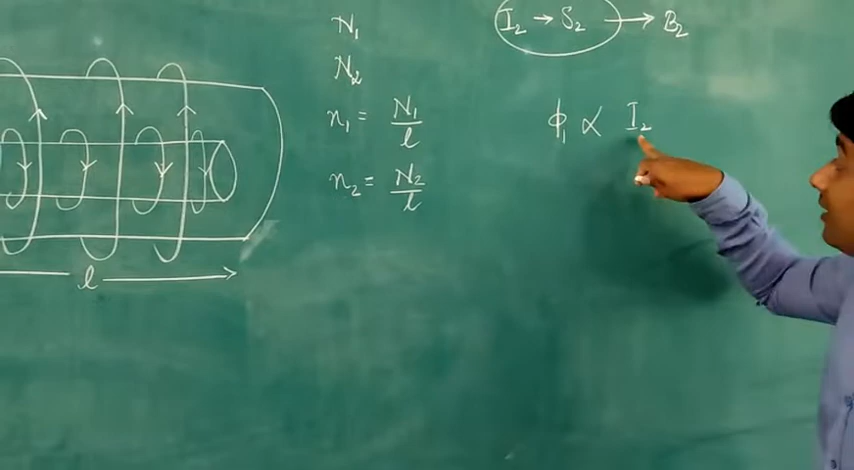 N₁
N₂
n₁ = N₁/l
n₂ = N₂/l
I₂ → S₂ → B₂
ϕ₁ ∝ I₂
l